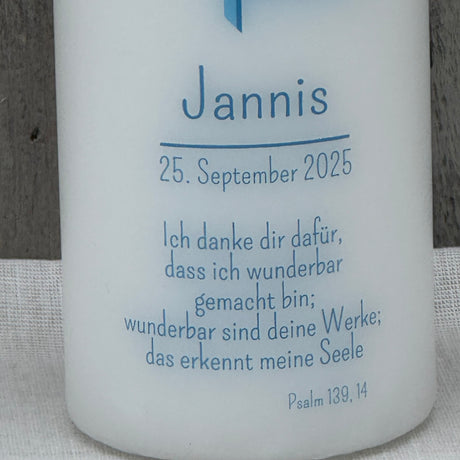 Jannis
25. September 2025
Ich danke dir dafür,
dass ich wunderbar
gemacht bin;
wunderbar sind deine Werke;
das erkennt meine Seele
Psalm 139, 14